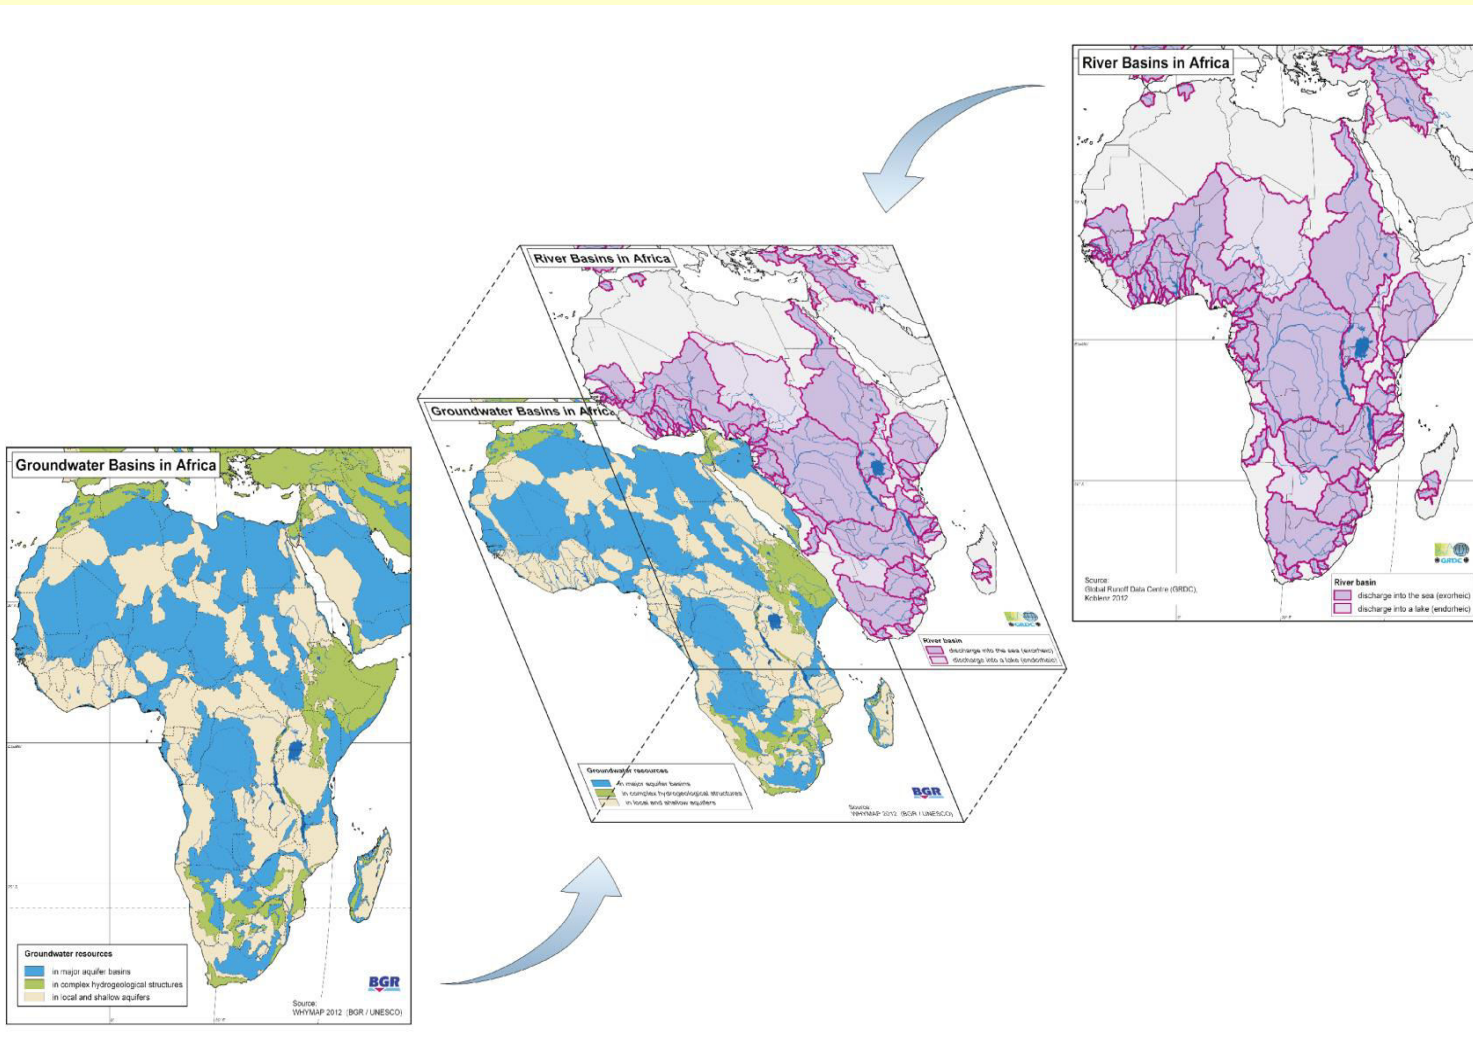 River Basins in Africa
Source:
Global Runoff Data Centre (GRDC),
Koblenz 2012
GRDC
River basin
discharge into the sea (exorheic)
discharge into a lake (endorheic)
River Basins in Africa
GRDC
River basin
discharge into the sea (exorheic)
discharge into a lake (endorheic)
Groundwater Basins in Africa
Groundwater resources
in major aquifer basins
in complex hydrogeological structures
in local and shallow aquifers
BGR
Source:
WHYMAP 2012 (BGR / UNESCO)
Groundwater Basins in Africa
Groundwater resources
in major aquifer basins
in complex hydrogeological structures
in local and shallow aquifers
BGR
Source:
WHYMAP 2012 (BGR / UNESCO)